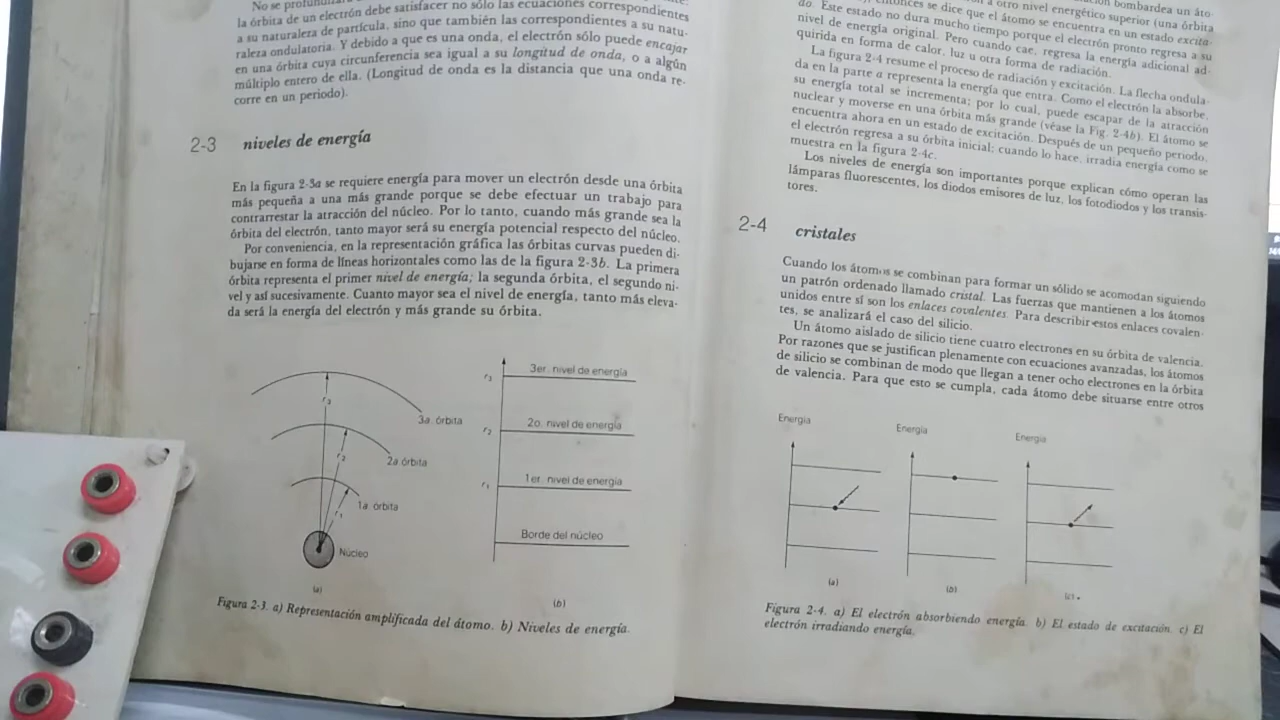 No se
la órbita de un electrón debe satisfacer no sólo las ecuaciones correspondientes
a su naturaleza de partícula, sino que también las correspondientes a su natu-
raleza ondulatoria. Y debido a que es una onda, el electrón sólo puede encajar
en una órbita cuya circunferencia sea igual a su longitud de onda, o a algún
múltiplo entero de ella. (Longitud de onda es la distancia que una onda re-
corre en un periodo).
2-3 niveles de energía
En la figura 2-3a se requiere energía para mover un electrón desde una órbita
más pequeña a una más grande porque se debe efectuar un trabajo para
contrarrestar la atracción del núcleo. Por lo tanto, cuando más grande sea la
órbita del electrón, tanto mayor será su energía potencial respecto del núcleo.
Por conveniencia, en la representación gráfica las órbitas curvas pueden di-
bujarse en forma de líneas horizontales como las de la figura 2-3b. La primera
órbita representa el primer nivel de energía; la segunda órbita, el segundo ni-
vel y así sucesivamente. Cuanto mayor sea el nivel de energía, tanto más eleva-
da será la energía del electrón y más grande su órbita.
r3
3a. órbita
r2
2a órbita
r1
1a órbita
Núcleo
(a)
r3 3er. nivel de energía
r2 2o. nivel de energía
r1 1er. nivel de energía
Borde del núcleo
(b)
Figura 2-3. a) Representación amplificada del átomo. b) Niveles de energía.
bombardea un áto-
a otro nivel energético superior (una órbita
entonces se dice que el átomo se encuentra en un estado excita-
do. Este estado no dura mucho tiempo porque el electrón pronto regresa a su
nivel de energía original. Pero cuando cae, regresa la energía adicional ad-
quirida en forma de calor, luz u otra forma de radiación.
La figura 2-4 resume el proceso de radiación y excitación. La flecha ondula-
da en la parte a representa la energía que entra. Como el electrón la absorbe,
su energía total se incrementa; por lo cual, puede escapar de la atracción
nuclear y moverse en una órbita más grande (véase la Fig. 2-4b). El átomo se
encuentra ahora en un estado de excitación. Después de un pequeño periodo,
el electrón regresa a su órbita inicial; cuando lo hace, irradia energía como se
muestra en la figura 2-4c.
Los niveles de energía son importantes porque explican cómo operan las
lámparas fluorescentes, los diodos emisores de luz, los fotodiodos y los transis-
tores.
2-4 cristales
Cuando los átomos se combinan para formar un sólido se acomodan siguiendo
un patrón ordenado llamado cristal. Las fuerzas que mantienen a los átomos
unidos entre sí son los enlaces covalentes. Para describir estos enlaces covalen-
tes, se analizará el caso del silicio.
Un átomo aislado de silicio tiene cuatro electrones en su órbita de valencia.
Por razones que se justifican plenamente con ecuaciones avanzadas, los átomos
de silicio se combinan de modo que llegan a tener ocho electrones en la órbita
de valencia. Para que esto se cumpla, cada átomo debe situarse entre otros
Energía Energía Energía
(a) (b) (c)
Figura 2-4. a) El electrón absorbiendo energía. b) El estado de excitación. c) El
electrón irradiando energía.